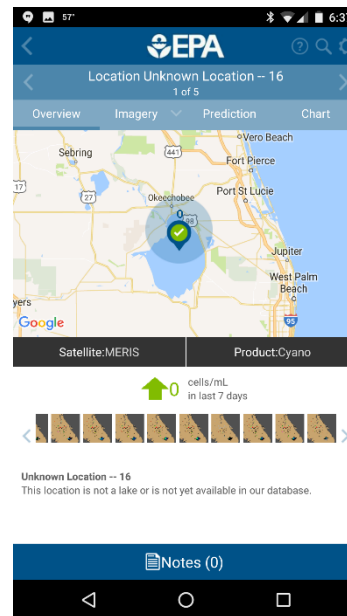 57°
6:3
EPA
Location Unknown Location -- 16
1 of 5
Overview Imagery Prediction Chart
Vero Beach
Sebring
441
Fort Pierce
17
27
Okeechobee
Port St Lucie
0
98
Jupiter
West Palm
Beach
yers
Google
95
Satellite:MERIS Product:Cyano
0 cells/mL
in last 7 days
Unknown Location -- 16
This location is not a lake or is not yet available in our database.
Notes (0)